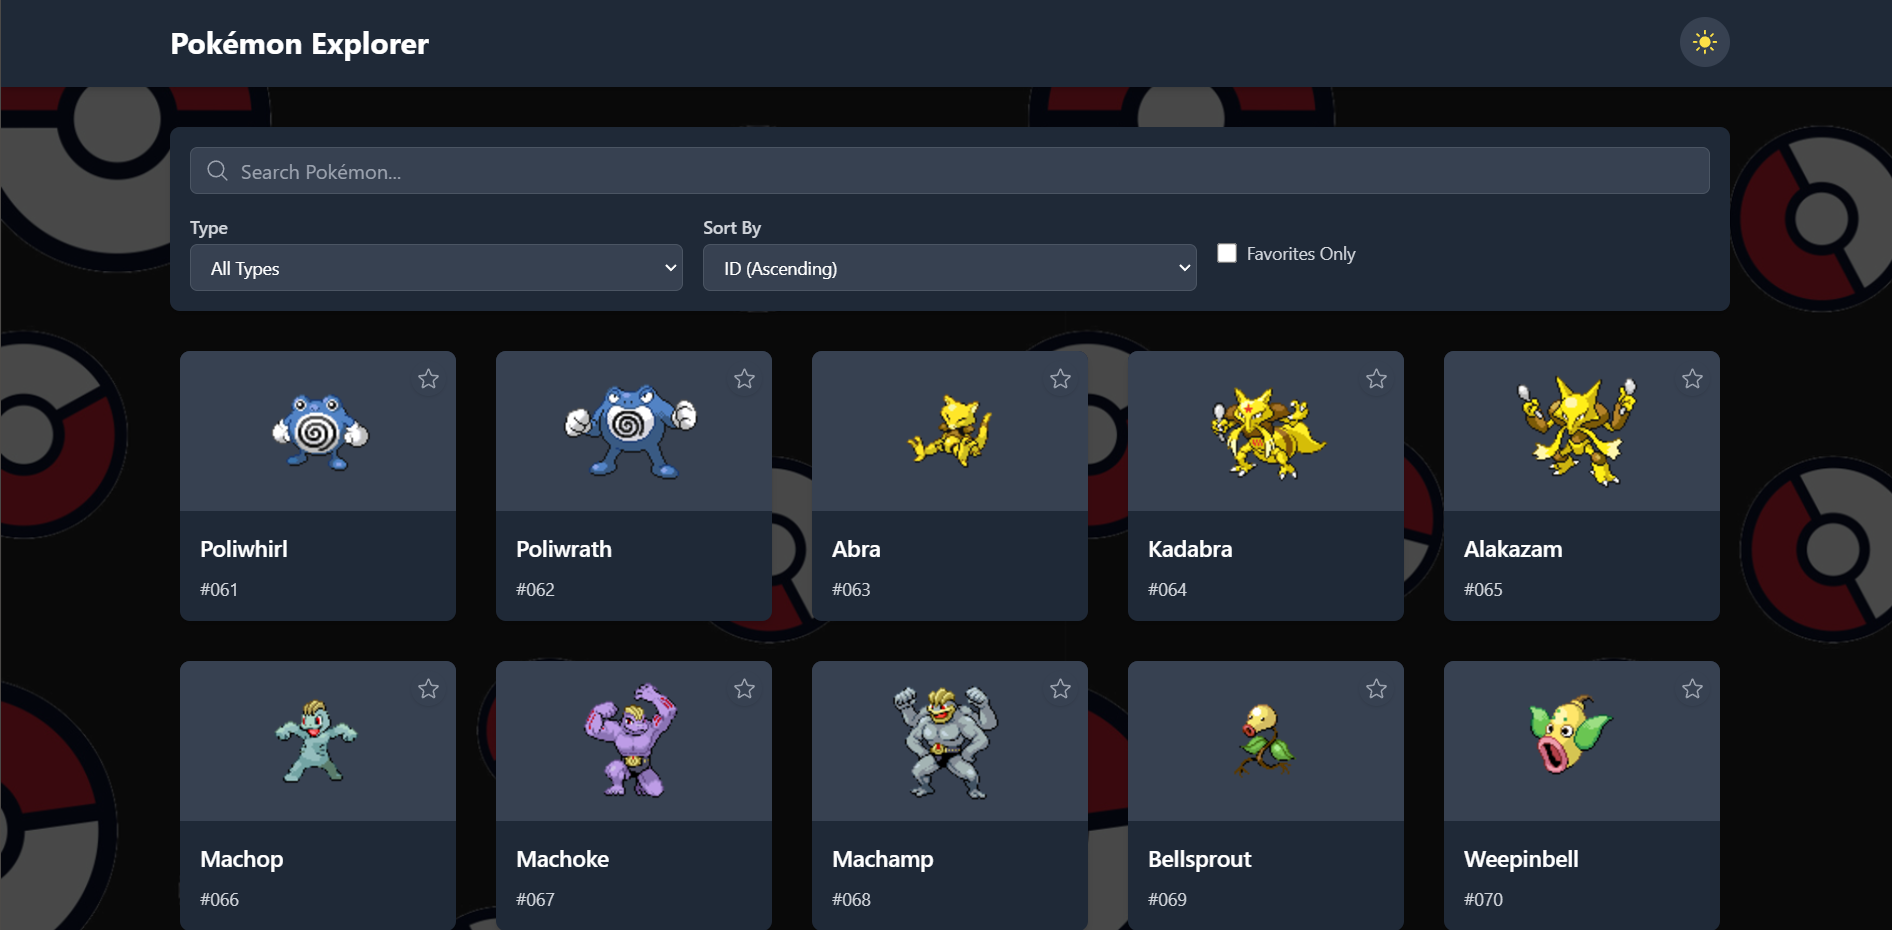 Pokémon Explorer
Search Pokémon...
Type
Sort By
All Types
ID (Ascending)
Favorites Only
Poliwhirl
#061
Poliwrath
#062
Abra
#063
Kadabra
#064
Alakazam
#065
Machop
#066
Machoke
#067
Machamp
#068
Bellsprout
#069
Weepinbell
#070